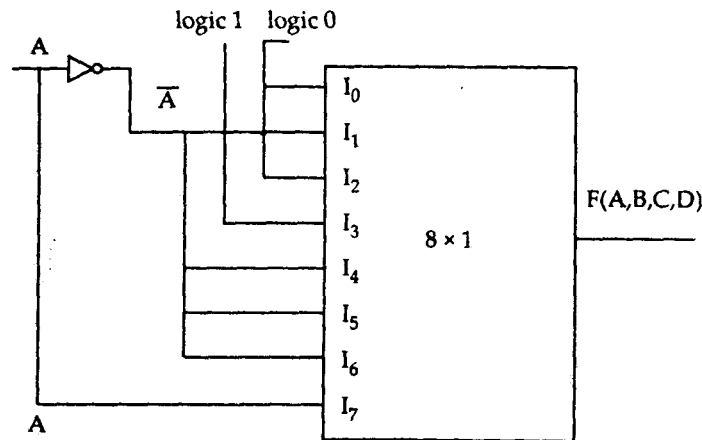 logic 1 logic 0
A
A̅
I₀
I₁
I₂
F(A,B,C,D)
I₃
8 × 1
I₄
I₅
I₆
I₇
A